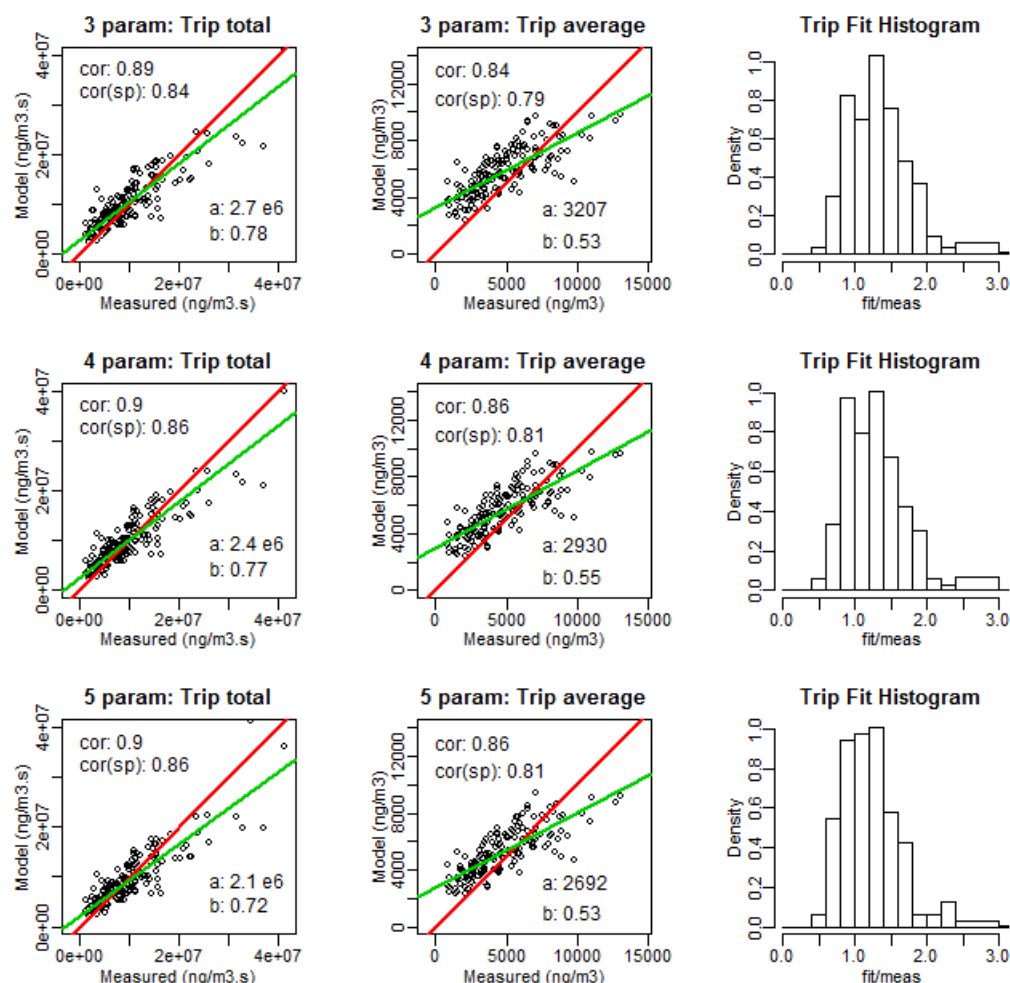 3 param: Trip total
3 param: Trip average
Trip Fit Histogram
cor: 0.89
cor(sp): 0.84
a: 2.7 e6
b: 0.78
Model (ng/m3.s)
0e+00 2e+07 4e+07
0e+00 2e+07 4e+07
Measured (ng/m3.s)
cor: 0.84
cor(sp): 0.79
a: 3207
b: 0.53
Model (ng/m3)
0 4000 8000 12000
0 5000 10000 15000
Measured (ng/m3)
Density
0.0 0.2 0.4 0.6 0.8 1.0
0.0 1.0 2.0 3.0
fit/meas
4 param: Trip total
4 param: Trip average
Trip Fit Histogram
cor: 0.9
cor(sp): 0.86
a: 2.4 e6
b: 0.77
Model (ng/m3.s)
0e+00 2e+07 4e+07
0e+00 2e+07 4e+07
Measured (ng/m3.s)
cor: 0.86
cor(sp): 0.81
a: 2930
b: 0.55
Model (ng/m3)
0 4000 8000 12000
0 5000 10000 15000
Measured (ng/m3)
Density
0.0 0.2 0.4 0.6 0.8 1.0
0.0 1.0 2.0 3.0
fit/meas
5 param: Trip total
5 param: Trip average
Trip Fit Histogram
cor: 0.9
cor(sp): 0.86
a: 2.1 e6
b: 0.72
Model (ng/m3.s)
0e+00 2e+07 4e+07
0e+00 2e+07 4e+07
Measured (ng/m3.s)
cor: 0.86
cor(sp): 0.81
a: 2692
b: 0.53
Model (ng/m3)
0 4000 8000 12000
0 5000 10000 15000
Measured (ng/m3)
Density
0.0 0.2 0.4 0.6 0.8 1.0
0.0 1.0 2.0 3.0
fit/meas